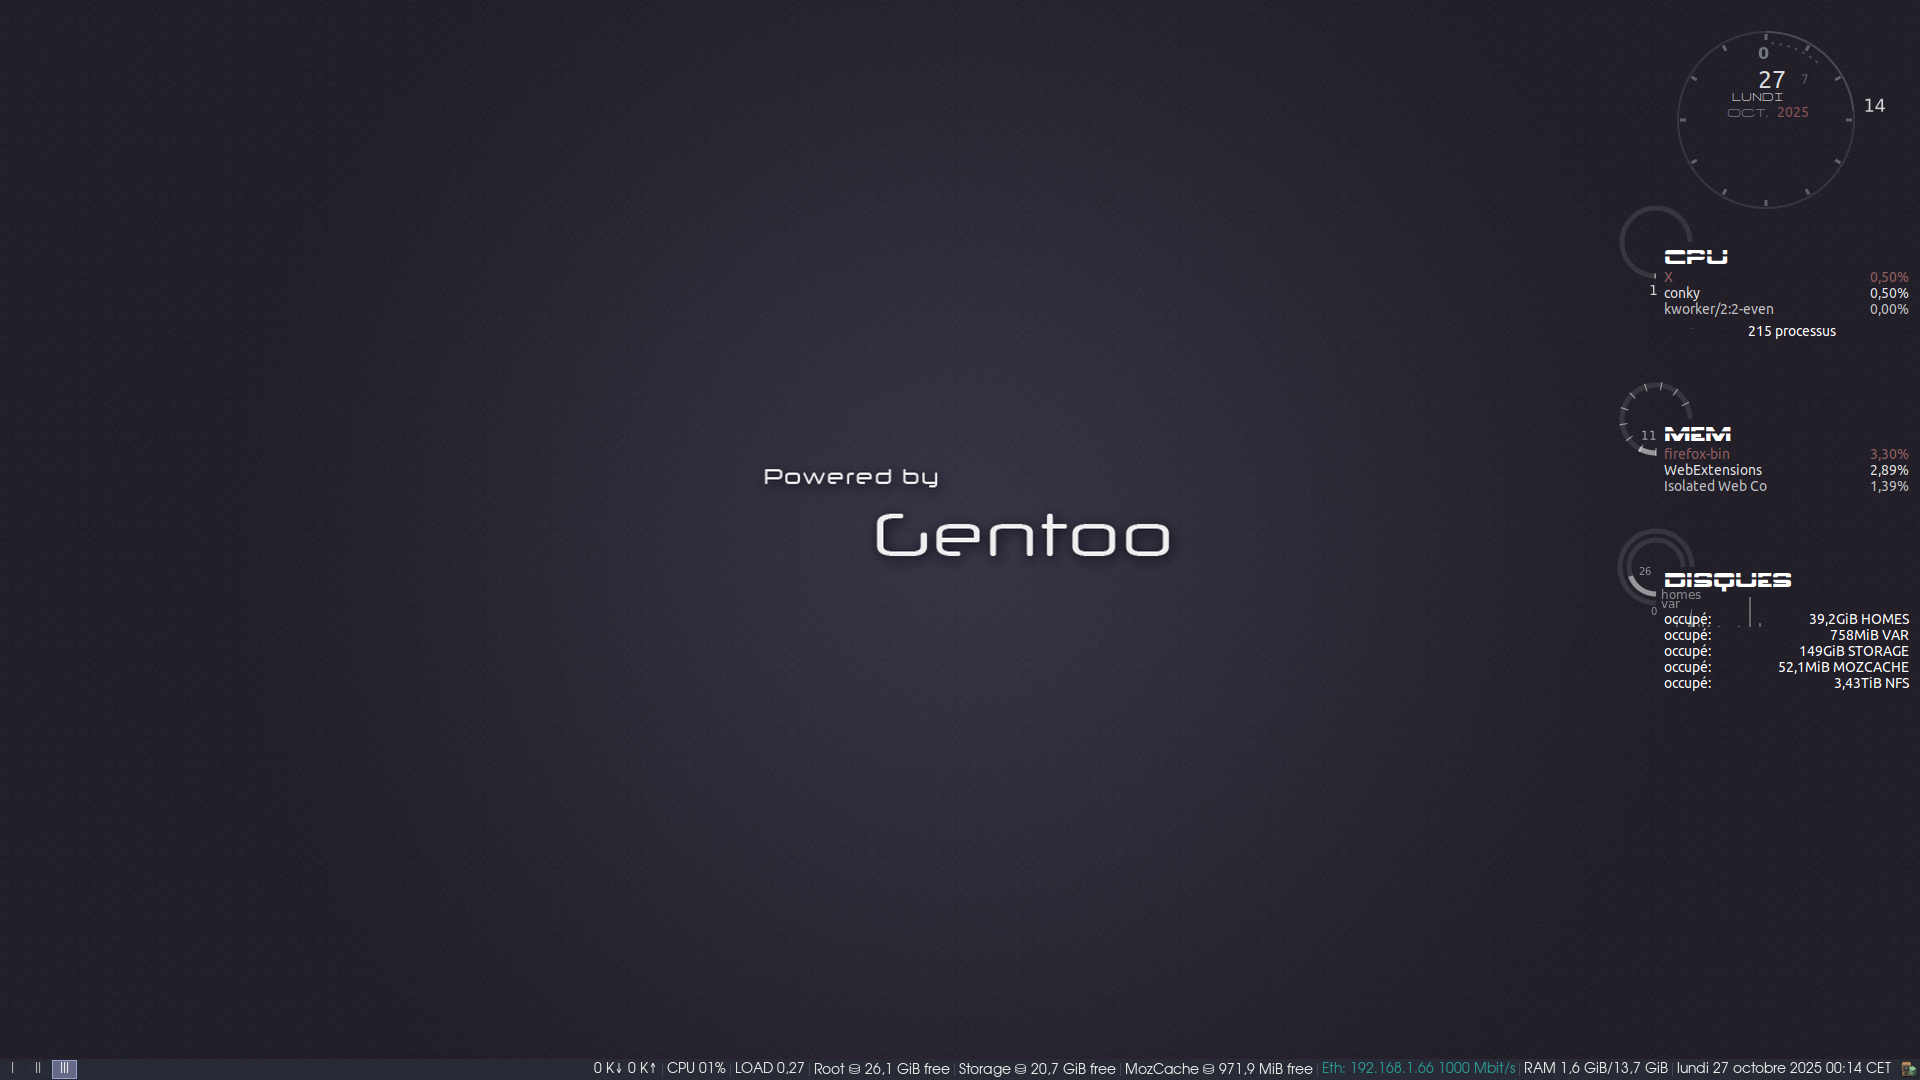 0
27 7
LUNDI
OCT. 2025
14
CPU
X 0,50%
1 conky 0,50%
kworker/2:2-even 0,00%
215 processus
11 MEM
firefox-bin 3,30%
WebExtensions 2,89%
Isolated Web Co 1,39%
Powered by
Gentoo
26 DISQUES
homes
var
0
occupé: 39,2GiB HOMES
occupé: 758MiB VAR
occupé: 149GiB STORAGE
occupé: 52,1MiB MOZCACHE
occupé: 3,43TiB NFS
I II III 0 K↓ 0 K↑ | CPU 01% | LOAD 0,27 | Root ⛁ 26,1 GiB free | Storage ⛁ 20,7 GiB free | MozCache ⛁ 971,9 MiB free | Eth: 192.168.1.66 1000 Mbit/s | RAM 1,6 GiB/13,7 GiB | lundi 27 octobre 2025 00:14 CET